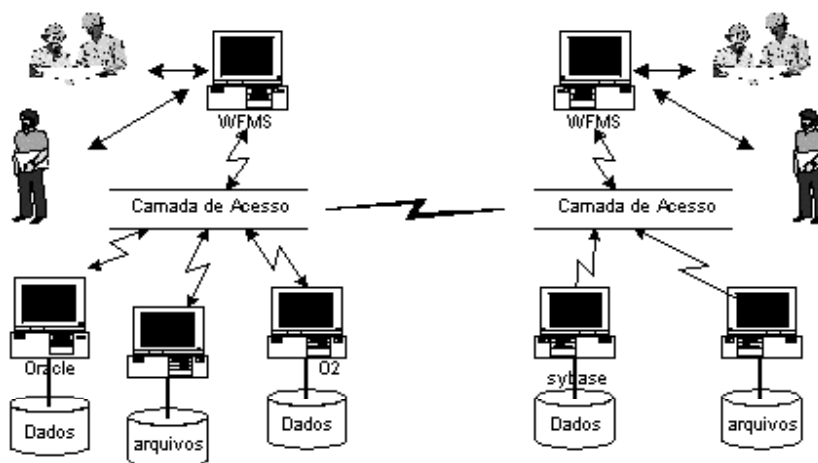 WFMS
WFMS
Camada de Acesso
Camada de Acesso
Oracle
O2
sybase
Dados
arquivos
Dados
Dados
arquivos